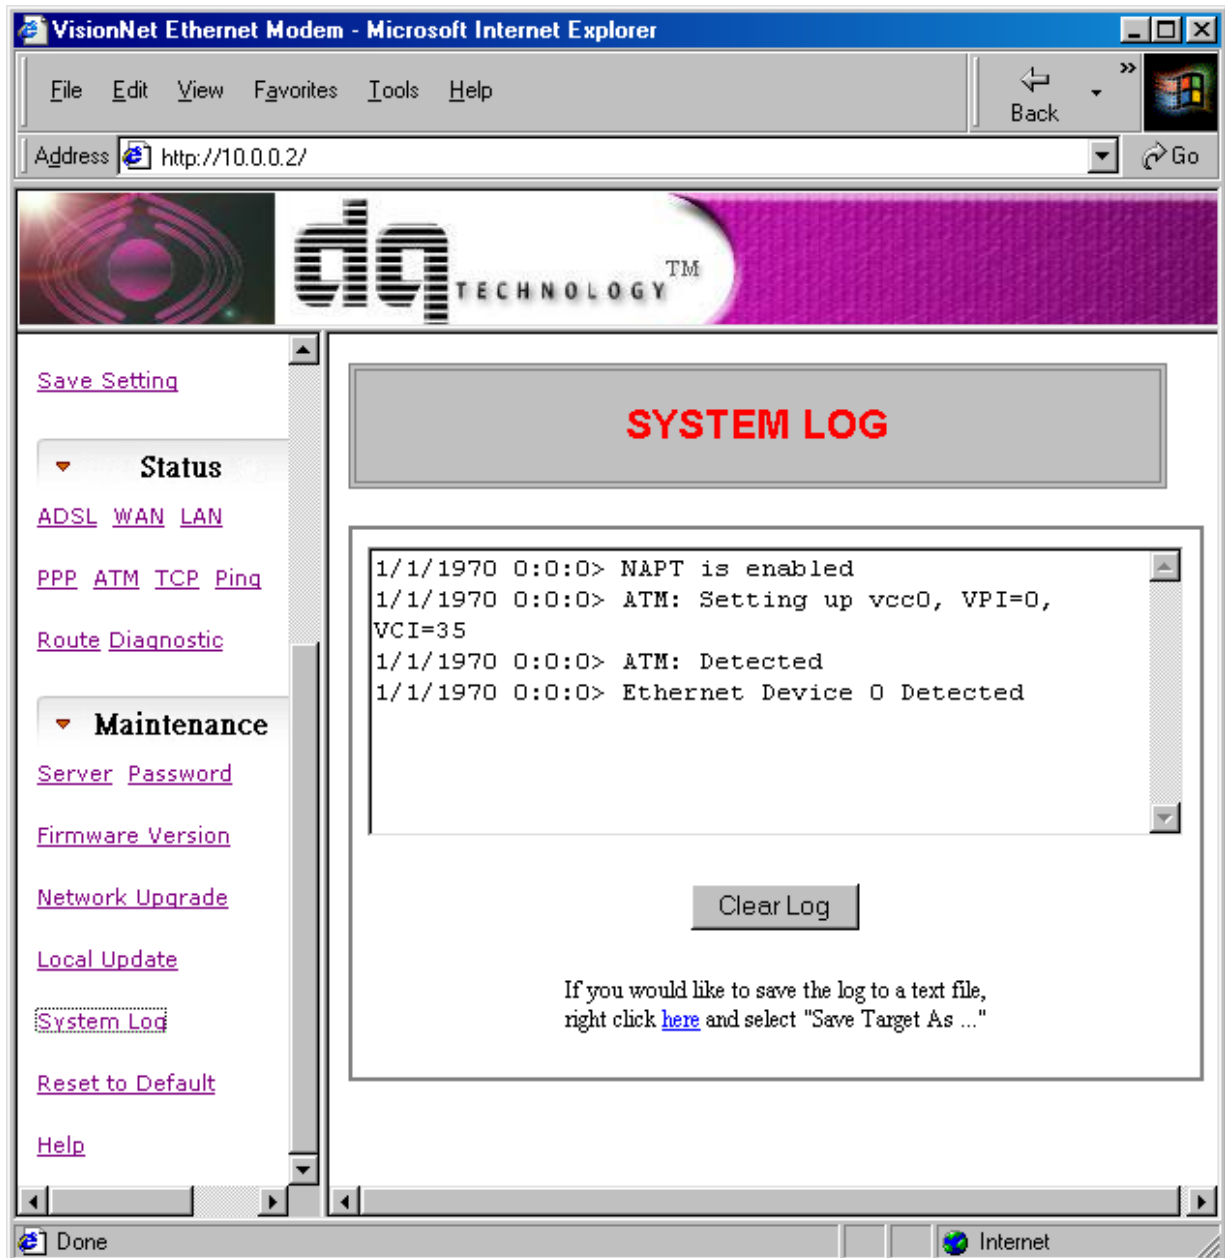 VisionNet Ethernet Modem - Microsoft Internet Explorer
File Edit View Favorites Tools Help
» Back
Address http://10.0.0.2/ Go
dq TECHNOLOGY TM
Save Setting
Status
ADSL WAN LAN
PPP ATM TCP Ping
Route Diagnostic
Maintenance
Server Password
Firmware Version
Network Upgrade
Local Update
System Log
Reset to Default
Help
SYSTEM LOG
1/1/1970 0:0:0> NAPT is enabled
1/1/1970 0:0:0> ATM: Setting up vcc0, VPI=0,
VCI=35
1/1/1970 0:0:0> ATM: Detected
1/1/1970 0:0:0> Ethernet Device 0 Detected
Clear Log
If you would like to save the log to a text file,
right click here and select "Save Target As ..."
Done
Internet